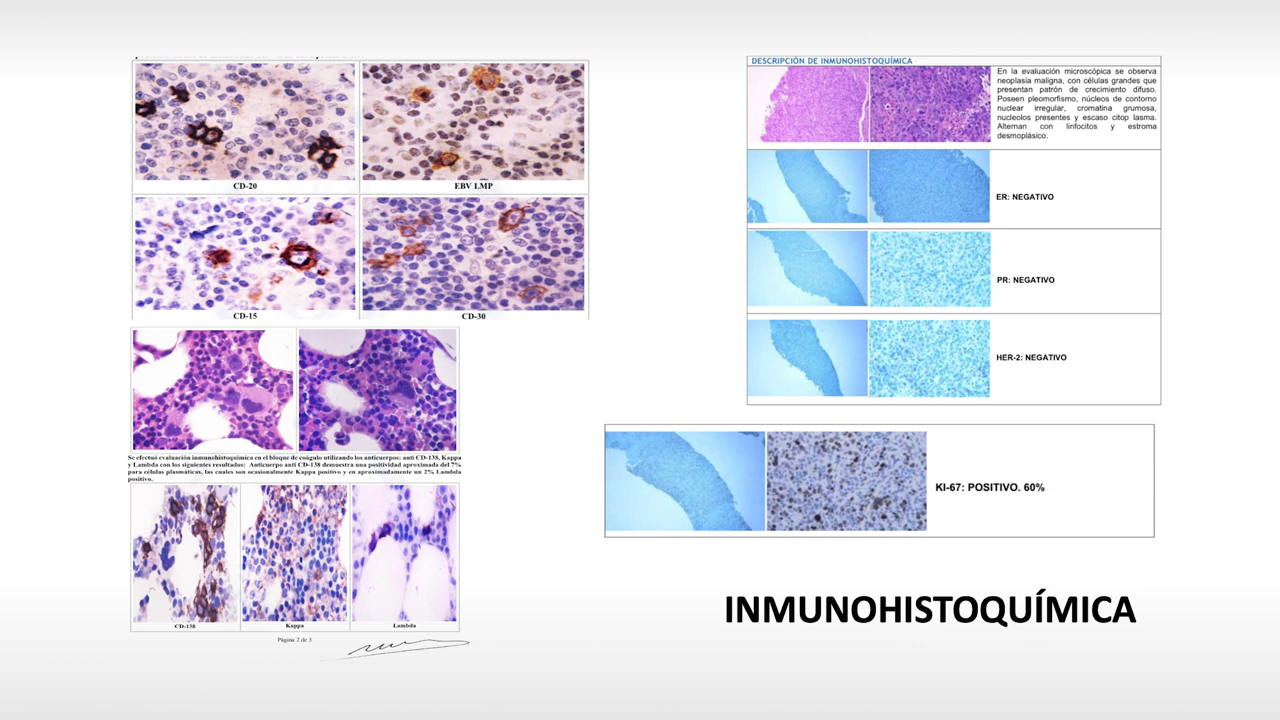 CD-20
EBV LMP
CD-15
CD-30
Se efectuó evaluación inmunohistoquímica en el bloque de coágulo utilizando los anticuerpos: anti CD-138, Kappa
y Lambda con los siguientes resultados: Anticuerpo anti CD-138 demuestra una positividad aproximada del 7%
para células plasmáticas, las cuales son ocasionalmente Kappa positivo y en aproximadamente un 2% Lambda
positivo.
CD-138
Kappa
Lambda
Página 2 de 3
DESCRIPCIÓN DE INMUNOHISTOQUÍMICA
En la evaluación microscópica se observa
neoplasia maligna, con células grandes que
presentan patrón de crecimiento difuso.
Poseen pleomorfismo, núcleos de contorno
nuclear irregular, cromatina grumosa,
nucleolos presentes y escaso citop lasma.
Alternan con linfocitos y estroma
desmoplásico.
ER: NEGATIVO
PR: NEGATIVO
HER-2: NEGATIVO
KI-67: POSITIVO. 60%
INMUNOHISTOQUÍMICA